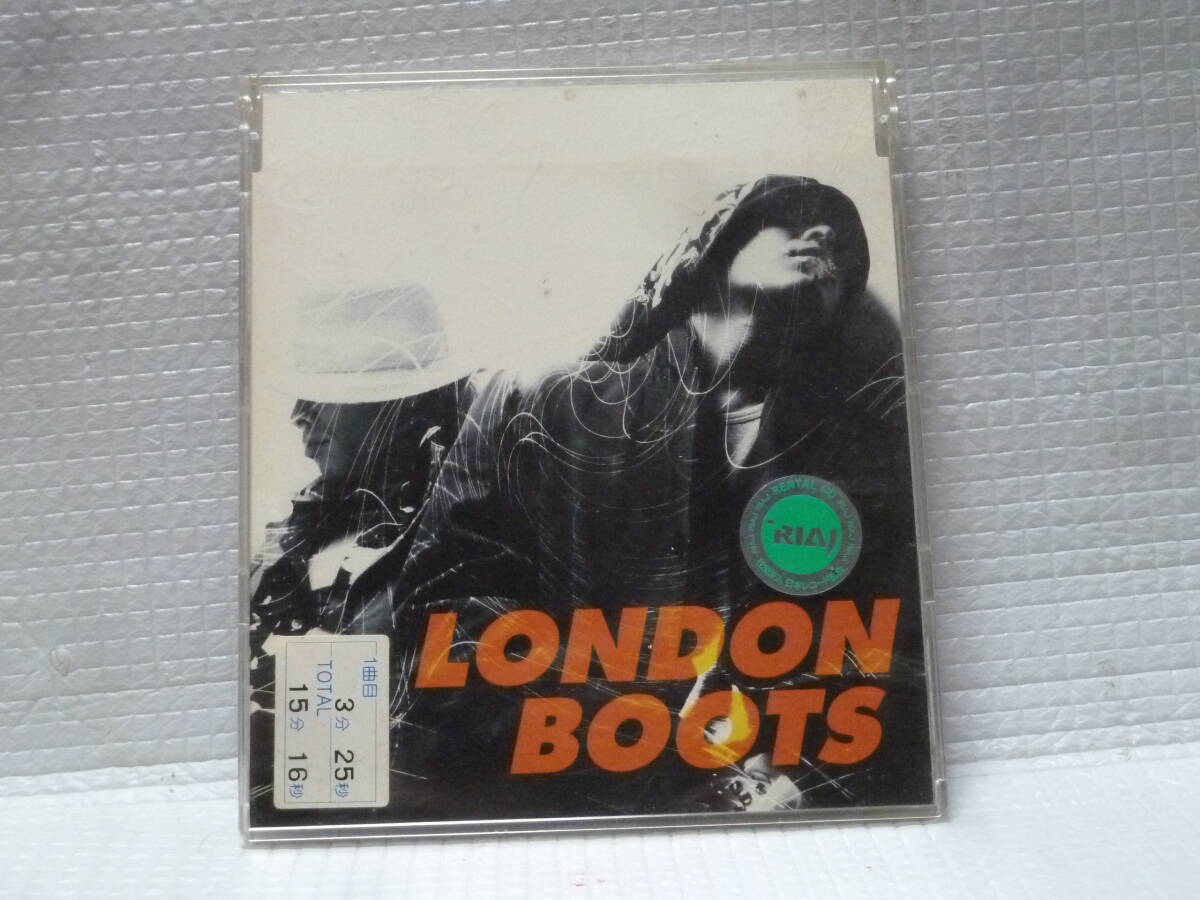 LONDON
BOOTS
RENTAL CD
RIAJ
1曲目
3分 25秒
TOTAL
15分 16秒